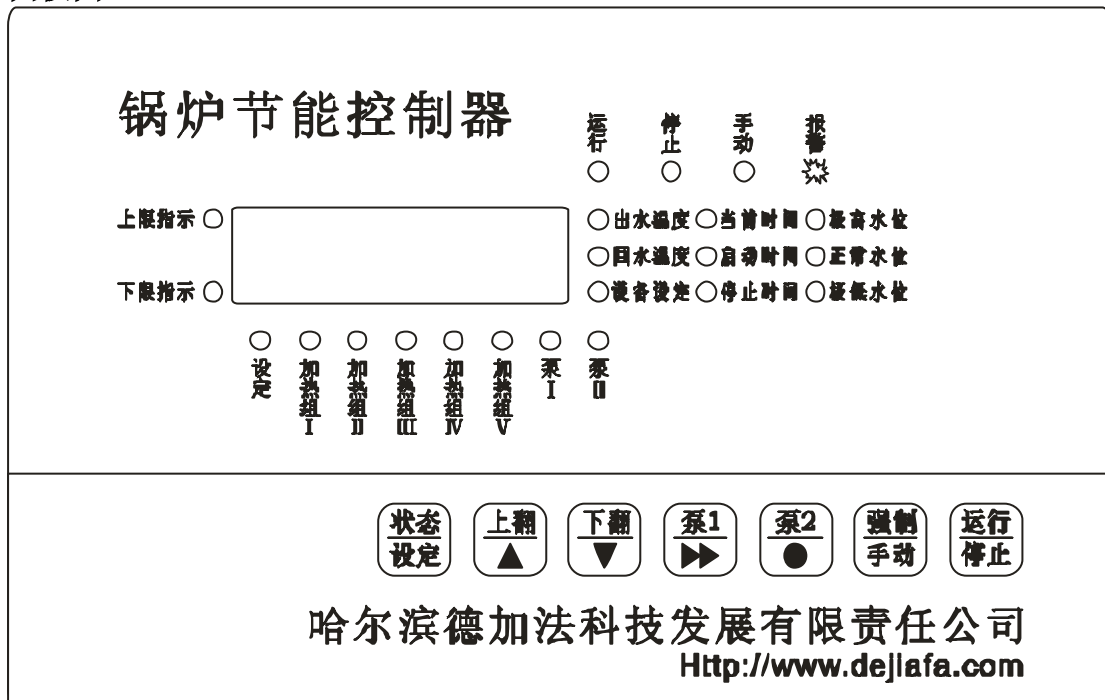 锅炉节能控制器
运行 停止 手动 报警
上限指示 出水温度 当前时间 极高水位
回水温度 启动时间 正常水位
下限指示 设备设定 停止时间 极低水位
设定 加热组I 加热组II 加热组III 加热组IV 加热组V 泵I 泵II
状态 上翻 下翻 泵1 泵2 强制 运行
设定 手动 停止
哈尔滨德加法科技发展有限责任公司
Http://www.dejiafa.com